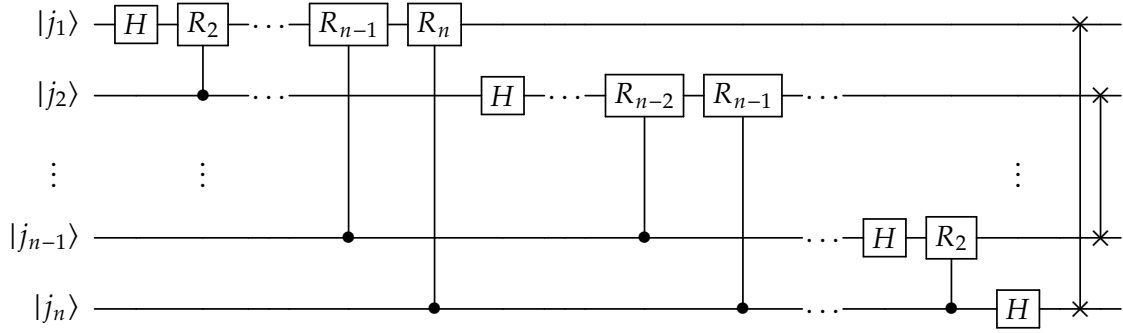 |j₁⟩ H R₂ ... Rₙ₋₁ Rₙ
|j₂⟩ ... H ... Rₙ₋₂ Rₙ₋₁ ...
⋮ ⋮ ⋮
|jₙ₋₁⟩ ... H R₂
|jₙ⟩ ... H